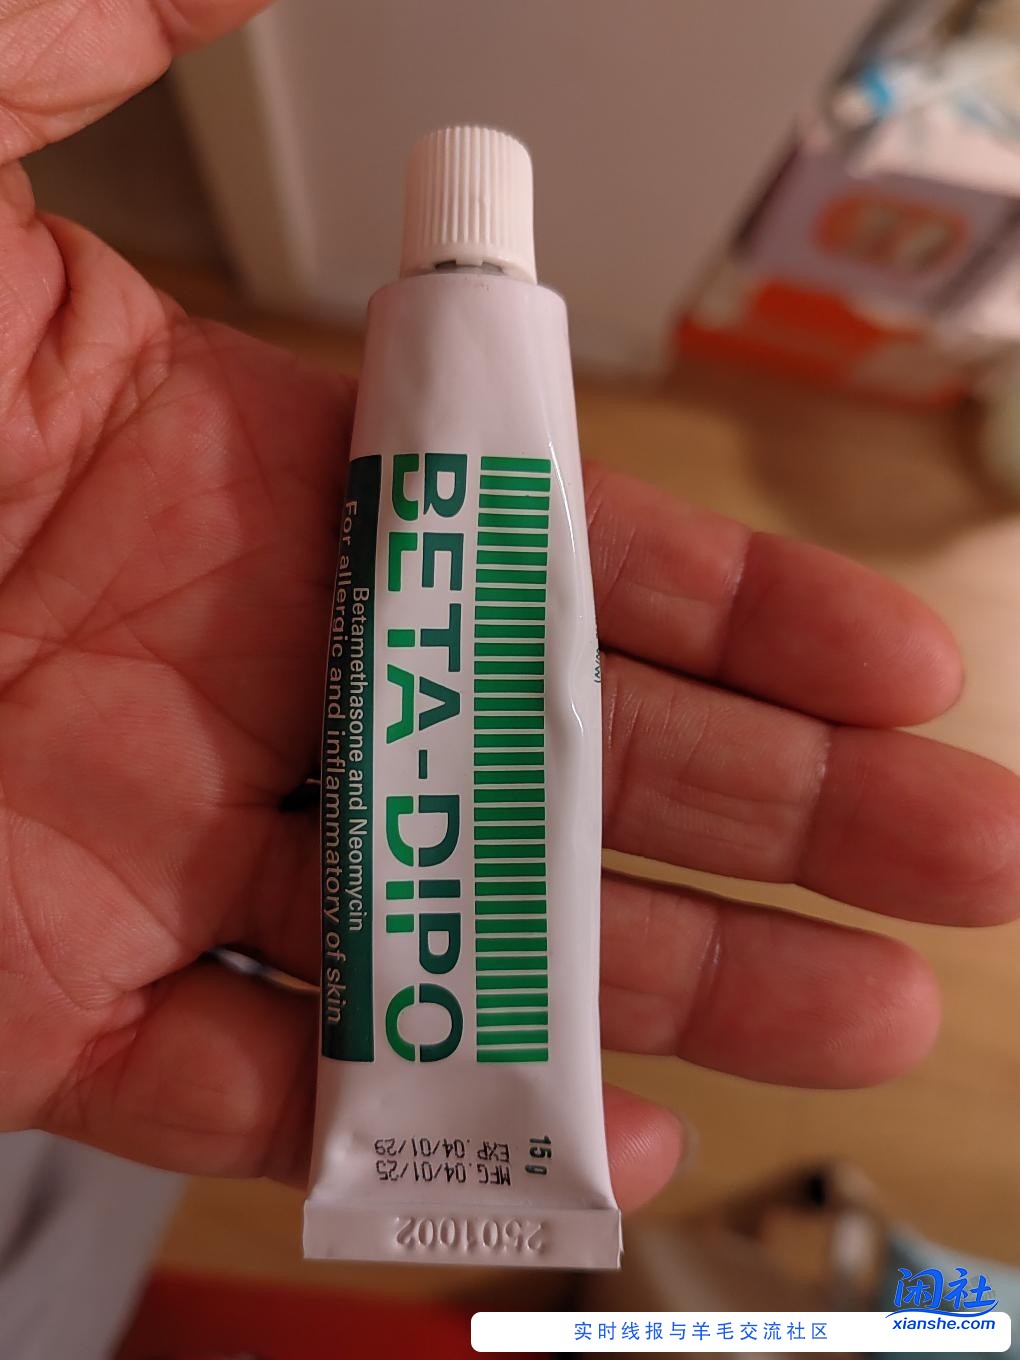 BETA-DIPO
Betamethasone and Neomycin
For allergic and inflammatory of skin
15 g
MFG.04/01/25
EXP.04/01/29
2501002
闲社
xianshe.com
实时线报与羊毛交流社区